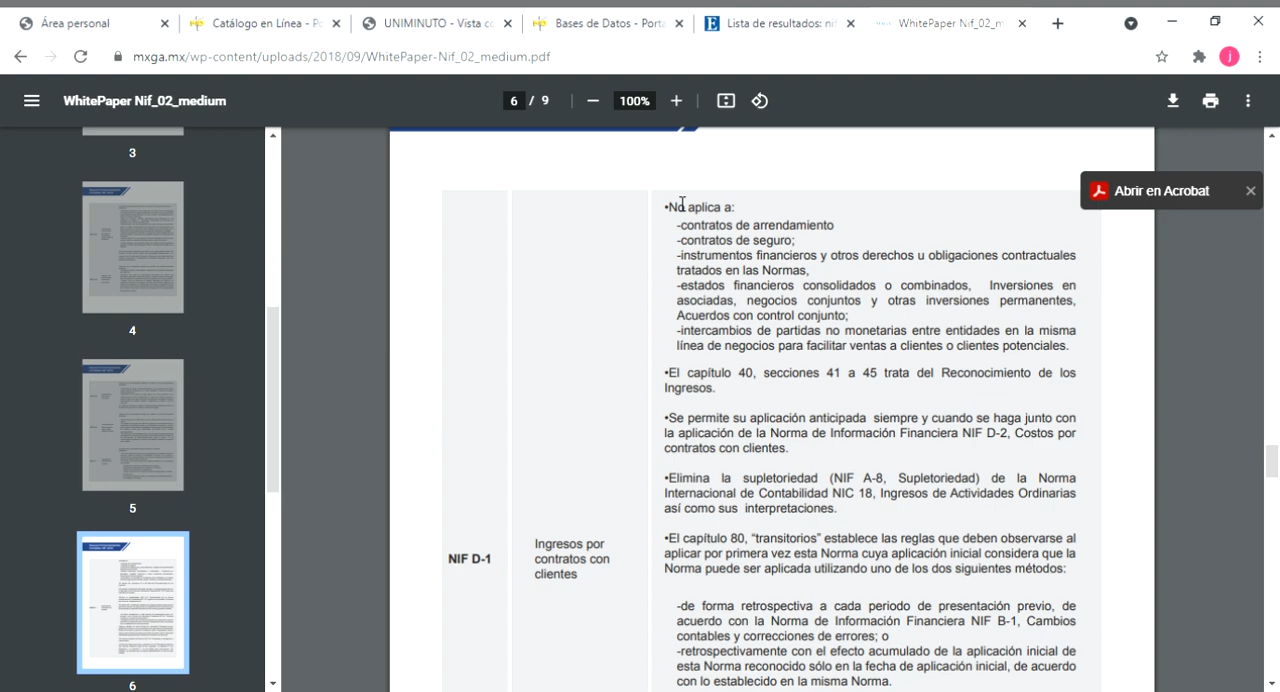 Área personal
Catálogo en Línea - Po
UNIMINUTO - Vista co
Bases de Datos - Porta
Lista de resultados: nif
WhitePaper Nif_02_m
mxga.mx/wp-content/uploads/2018/09/WhitePaper-Nif_02_medium.pdf
j
WhitePaper Nif_02_medium
6 / 9
100%
3
4
5
6
Abrir en Acrobat
•No aplica a:
-contratos de arrendamiento
-contratos de seguro;
-instrumentos financieros y otros derechos u obligaciones contractuales
tratados en las Normas,
-estados financieros consolidados o combinados, Inversiones en
asociadas, negocios conjuntos y otras inversiones permanentes,
Acuerdos con control conjunto;
-intercambios de partidas no monetarias entre entidades en la misma
línea de negocios para facilitar ventas a clientes o clientes potenciales.
•El capítulo 40, secciones 41 a 45 trata del Reconocimiento de los
Ingresos.
•Se permite su aplicación anticipada siempre y cuando se haga junto con
la aplicación de la Norma de Información Financiera NIF D-2, Costos por
contratos con clientes.
•Elimina la supletoriedad (NIF A-8, Supletoriedad) de la Norma
Internacional de Contabilidad NIC 18, Ingresos de Actividades Ordinarias
así como sus interpretaciones.
NIF D-1
Ingresos por
contratos con
clientes
•El capítulo 80, “transitorios” establece las reglas que deben observarse al
aplicar por primera vez esta Norma cuya aplicación inicial considera que la
Norma puede ser aplicada utilizando uno de los dos siguientes métodos:
-de forma retrospectiva a cada periodo de presentación previo, de
acuerdo con la Norma de información Financiera NIF B-1, Cambios
contables y correcciones de errores; o
-retrospectivamente con el efecto acumulado de la aplicación inicial de
esta Norma reconocido sólo en la fecha de aplicación inicial, de acuerdo
con lo establecido en la misma Norma.